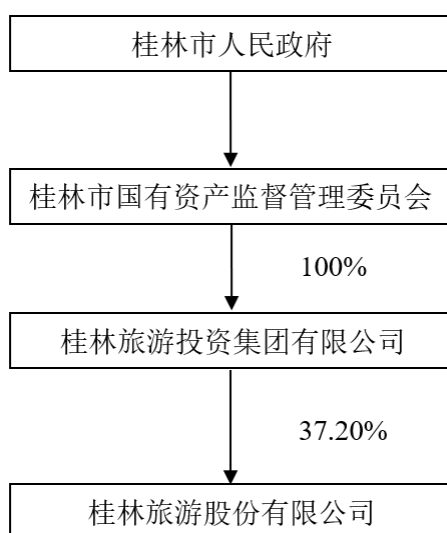 桂林市人民政府
桂林市国有资产监督管理委员会
100%
桂林旅游投资集团有限公司
37.20%
桂林旅游股份有限公司